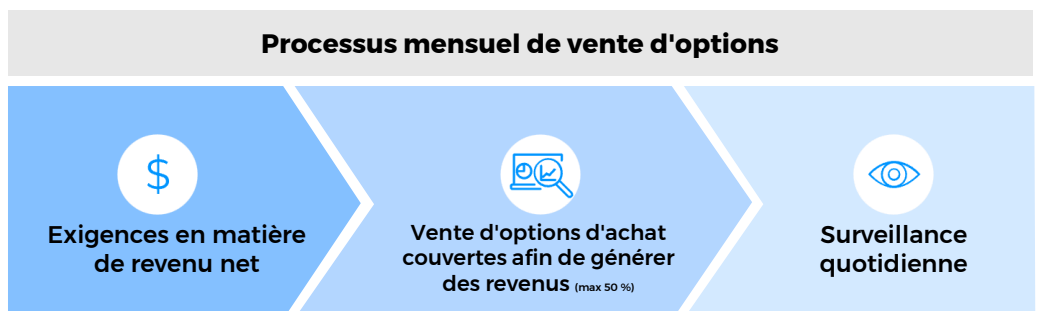 Processus mensuel de vente d'options
$
Exigences en matière
de revenu net
Vente d'options d'achat
couvertes afin de générer
des revenus (max 50 %)
Surveillance
quotidienne